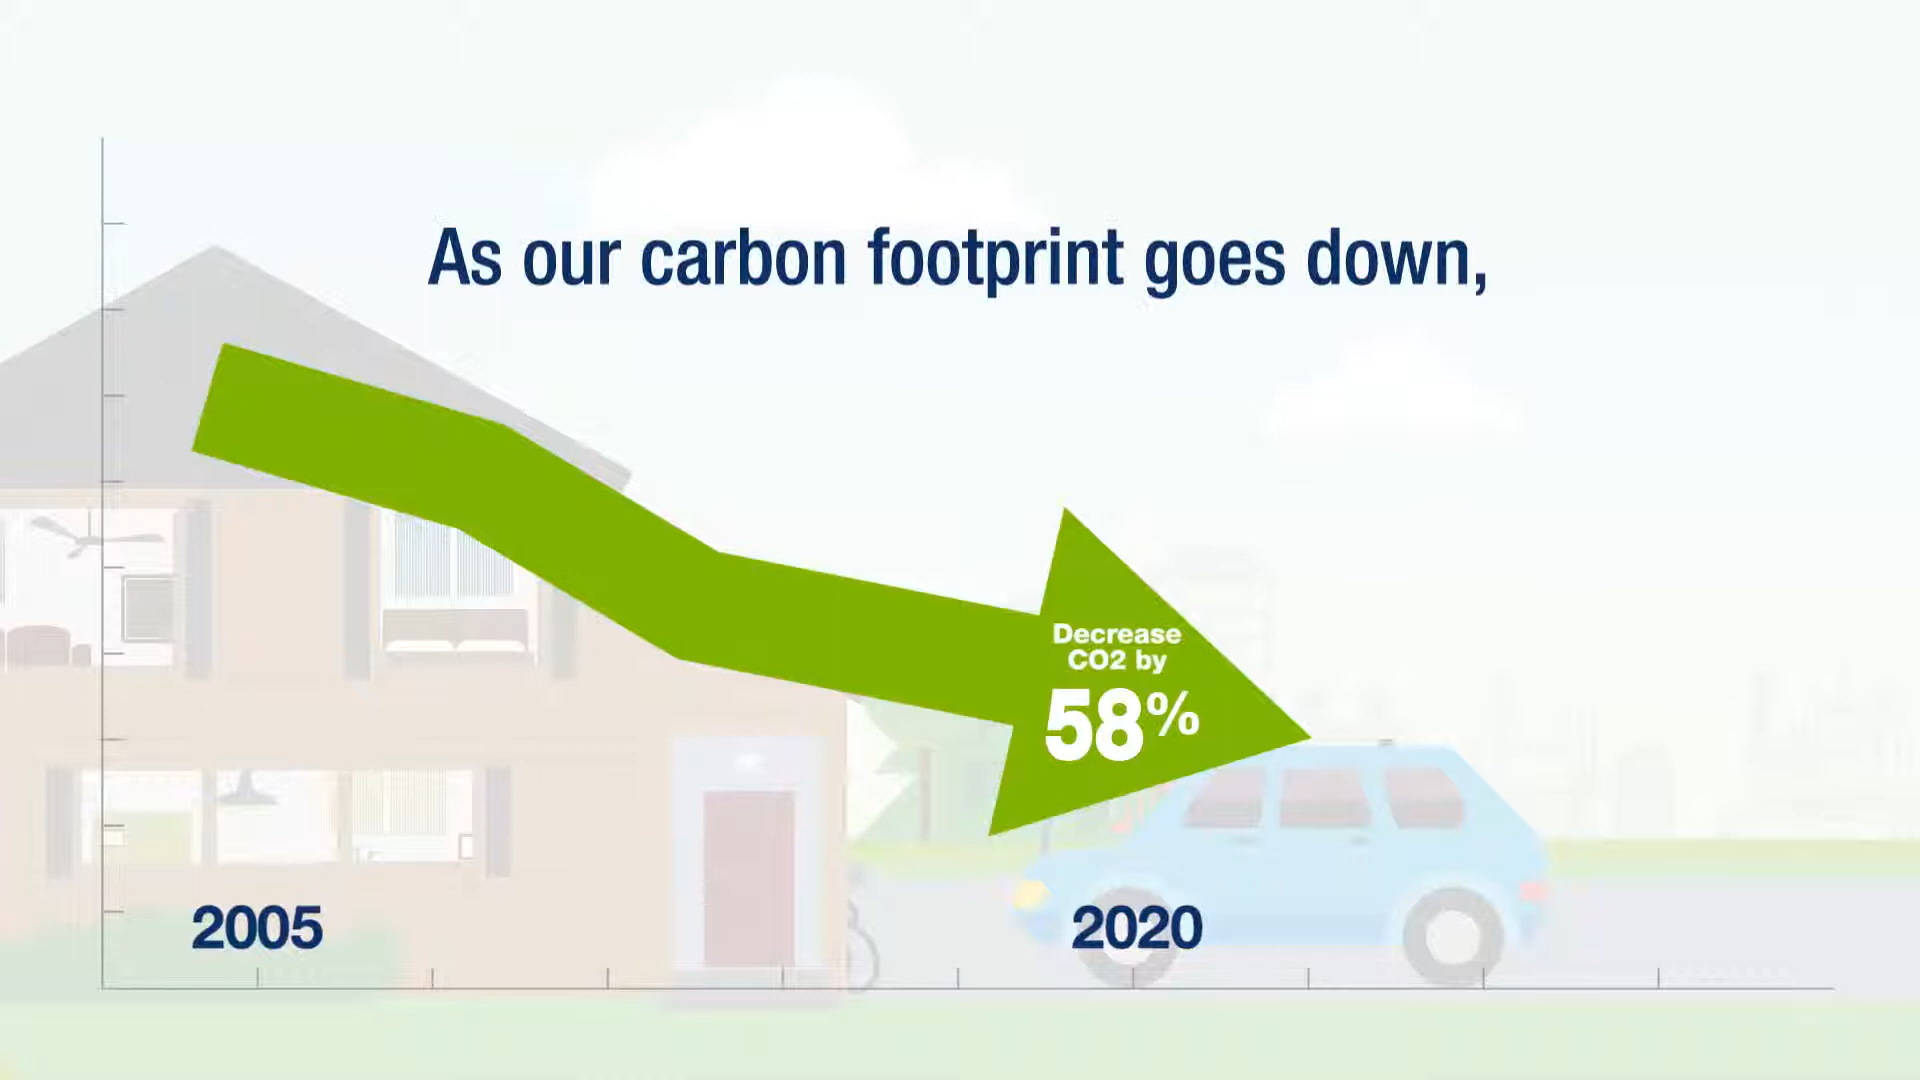 As our carbon footprint goes down,
Decrease
CO2 by
58%
2005
2020